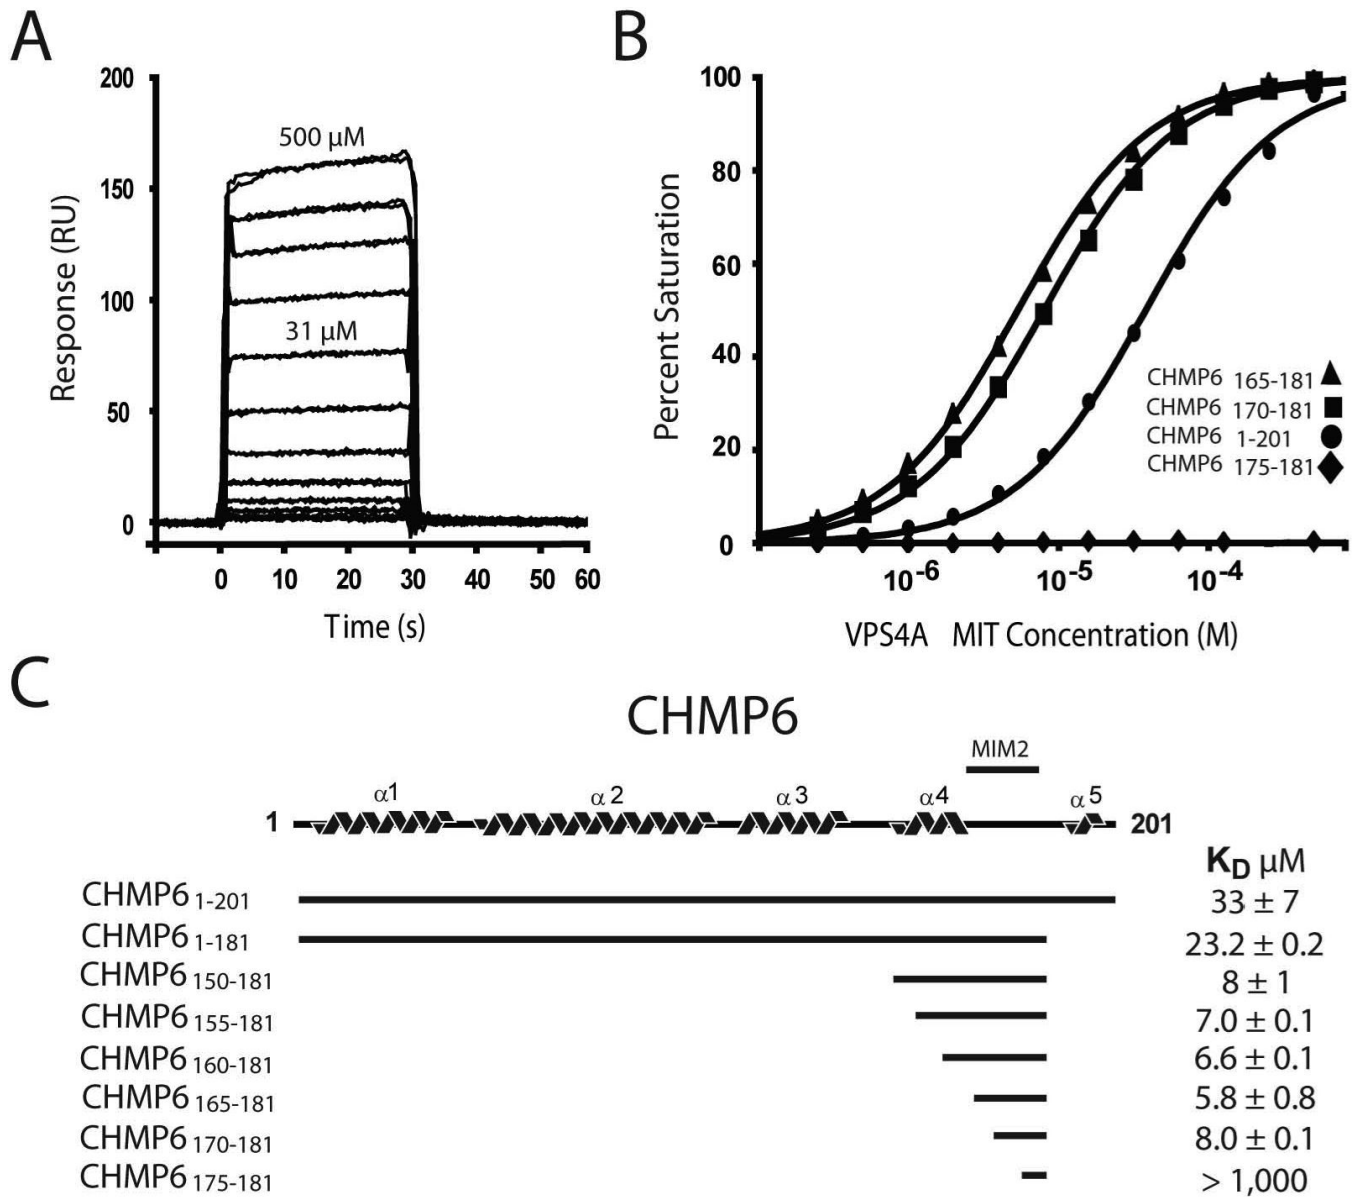 A
200
150
100
50
0
Response (RU)
500 µM
31 µM
0 10 20 30 40 50 60
Time (s)
B
100
80
60
40
20
0
Percent Saturation
CHMP6 165-181
CHMP6 170-181
CHMP6 1-201
CHMP6 175-181
10-6 10-5 10-4
VPS4A MIT Concentration (M)
C
CHMP6
MIM2
α1 α2 α3 α4 α5
1 201
KD µM
CHMP6 1-201 33 ± 7
CHMP6 1-181 23.2 ± 0.2
CHMP6 150-181 8 ± 1
CHMP6 155-181 7.0 ± 0.1
CHMP6 160-181 6.6 ± 0.1
CHMP6 165-181 5.8 ± 0.8
CHMP6 170-181 8.0 ± 0.1
CHMP6 175-181 > 1,000